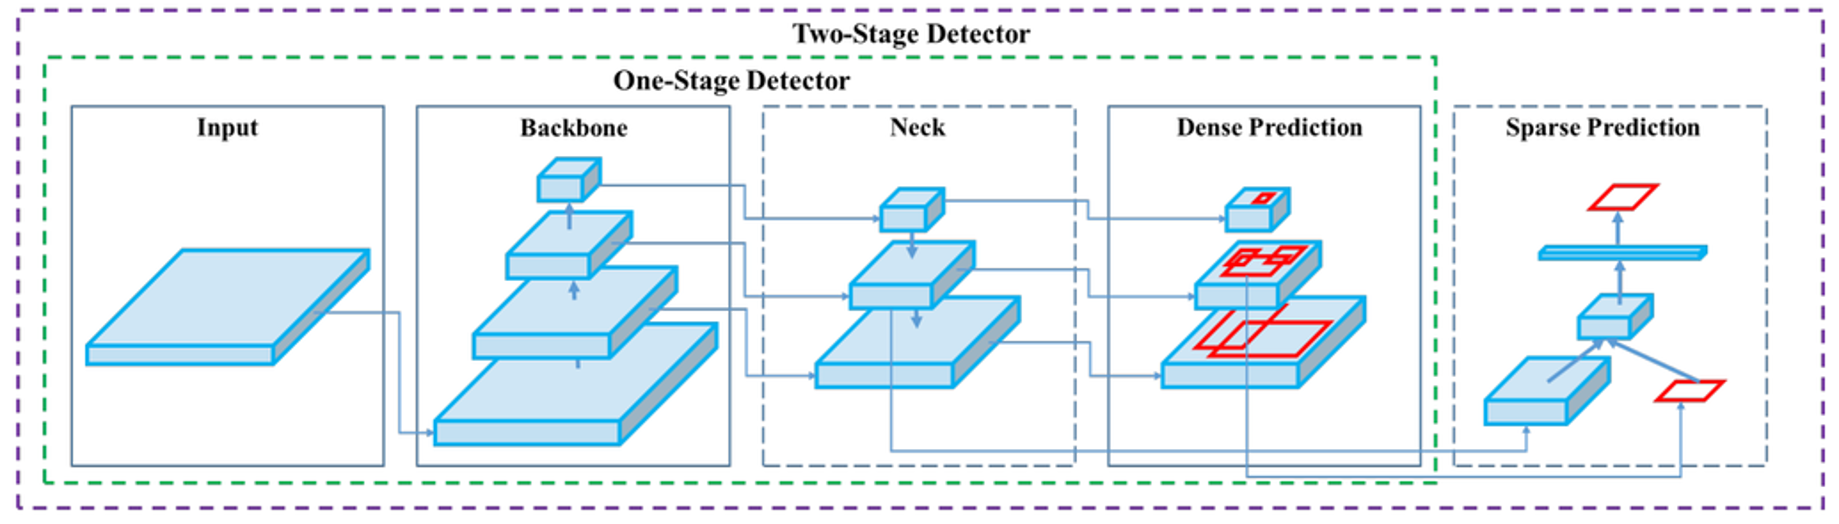 Two-Stage Detector
One-Stage Detector
Input
Backbone
Neck
Dense Prediction
Sparse Prediction